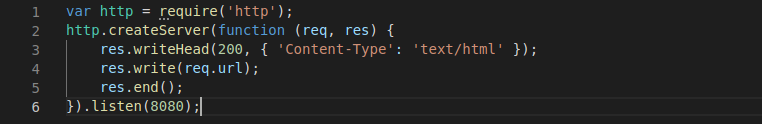 1 var http = require('http');
2 http.createServer(function (req, res) {
3     res.writeHead(200, { 'Content-Type': 'text/html' });
4     res.write(req.url);
5     res.end();
6 }).listen(8080);